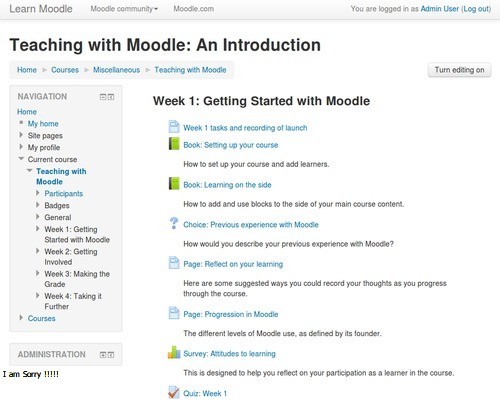 Learn Moodle Moodle community Moodle.com You are logged in as Admin User (Log out)
Teaching with Moodle: An Introduction
Home Courses Miscellaneous Teaching with Moodle Turn editing on
NAVIGATION
Home
My home
Site pages
My profile
Current course
Teaching with
Moodle
Participants
Badges
General
Week 1: Getting
Started with Moodle
Week 2: Getting
Involved
Week 3: Making the
Grade
Week 4: Taking it
Further
Courses
ADMINISTRATION
I am Sorry !!!!!
Week 1: Getting Started with Moodle
Week 1 tasks and recording of launch
Book: Setting up your course
How to set up your course and add learners.
Book: Learning on the side
How to add and use blocks to the side of your main course content.
Choice: Previous experience with Moodle
How would you describe your previous experience with Moodle?
Page: Reflect on your learning
Here are some suggested ways you could record your thoughts as you progress
through the course.
Page: Progression in Moodle
The different levels of Moodle use, as defined by its founder.
Survey: Attitudes to learning
This is designed to help you reflect on your participation as a learner in the course.
Quiz: Week 1